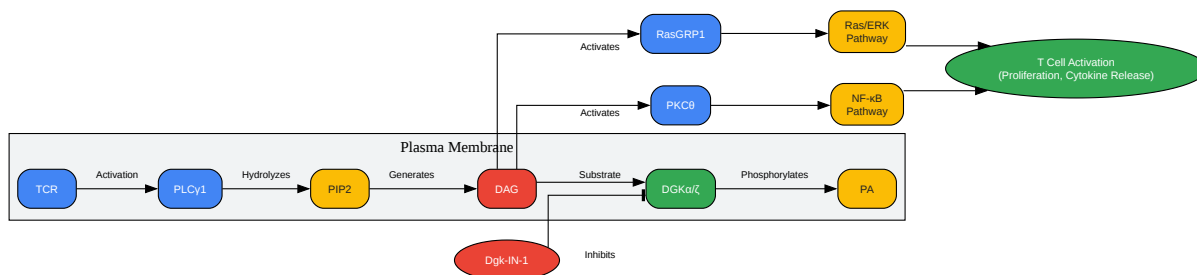 RasGRP1
Ras/ERK
Pathway
Activates
T Cell Activation
(Proliferation, Cytokine Release)
PKCθ
NF-κB
Pathway
Activates
Plasma Membrane
TCR
Activation
PLCγ1
Hydrolyzes
PIP2
Generates
DAG
Substrate
DGKα/ζ
Phosphorylates
PA
Dgk-IN-1
Inhibits